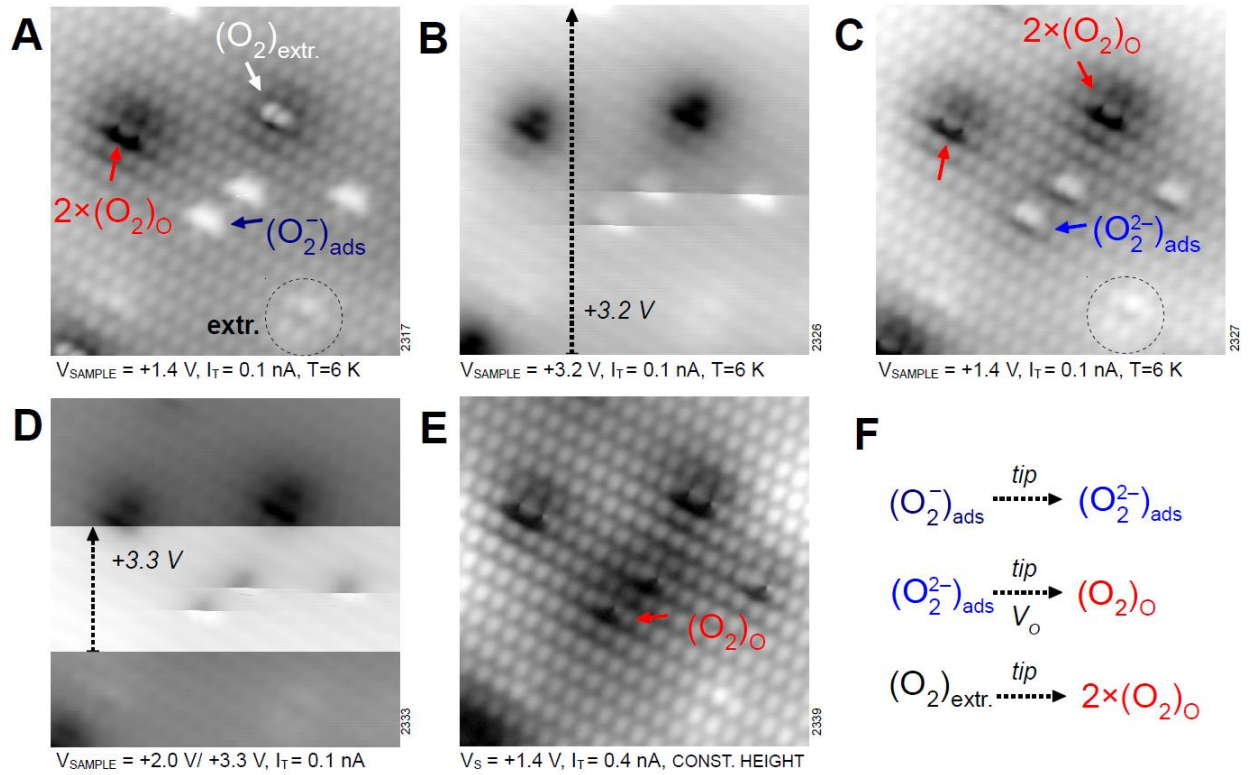 A
(O₂)extr.
2×(O₂)O
(O₂⁻)ads
extr.
2317
VSAMPLE = +1.4 V, IT = 0.1 nA, T=6 K
B
+3.2 V
2326
VSAMPLE = +3.2 V, IT = 0.1 nA, T=6 K
C
2×(O₂)O
(O₂²⁻)ads
2327
VSAMPLE = +1.4 V, IT = 0.1 nA, T=6 K
D
+3.3 V
2333
VSAMPLE = +2.0 V// +3.3 V, IT = 0.1 nA
E
(O₂)O
2339
VS = +1.4 V, IT = 0.4 nA, CONST. HEIGHT
F
(O₂⁻)ads tip (O₂²⁻)ads
(O₂²⁻)ads tip VO (O₂)O
(O₂)extr. tip 2×(O₂)O